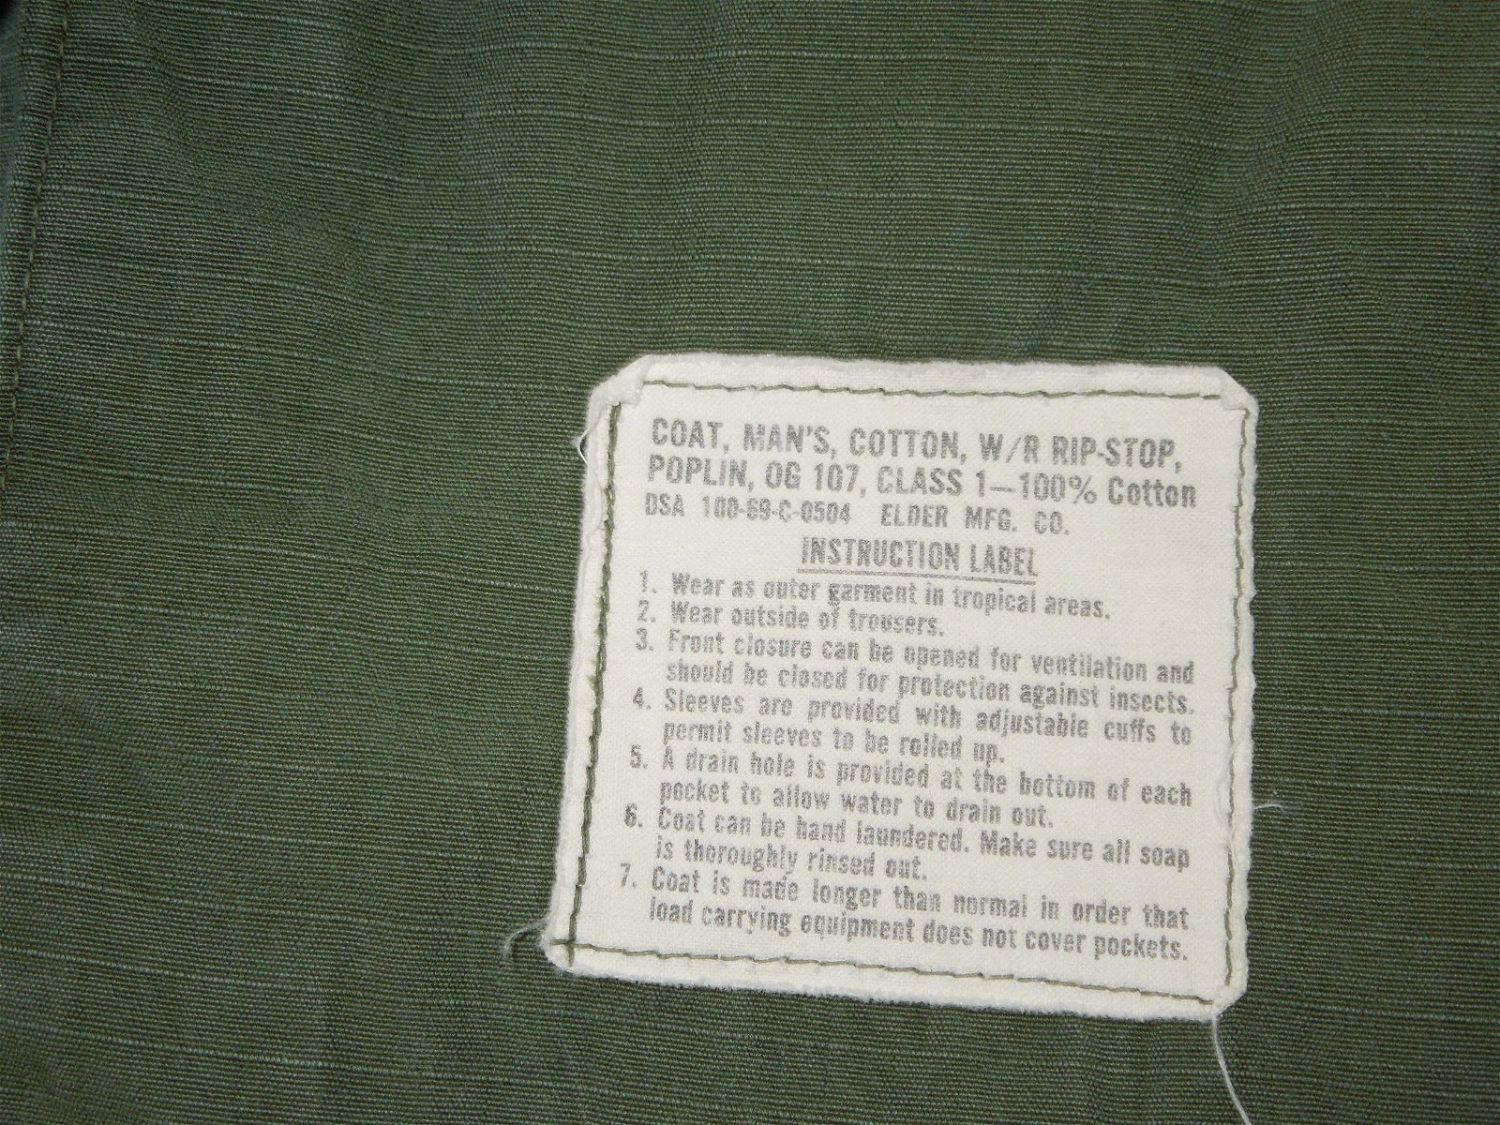 COAT, MAN'S, COTTON, W/R RIP-STOP,
POPLIN, OG 107, CLASS 1—100% Cotton
DSA 100-69-C-0504 ELDER MFG. CO.
INSTRUCTION LABEL
1. Wear as outer garment in tropical areas.
2. Wear outside of trousers.
3. Front closure can be opened for ventilation and
should be closed for protection against insects.
4. Sleeves are provided with adjustable cuffs to
permit sleeves to be rolled up.
5. A drain hole is provided at the bottom of each
pocket to allow water to drain out.
6. Coat can be hand laundered. Make sure all soap
is thoroughly rinsed out.
7. Coat is made longer than normal in order that
load carrying equipment does not cover pockets.